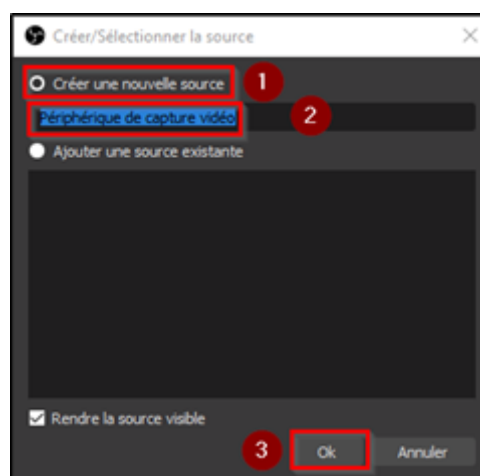 Créer/Sélectionner la source
Créer une nouvelle source 1
Périphérique de capture vidéo 2
Ajouter une source existante
Rendre la source visible
3 Ok Annuler